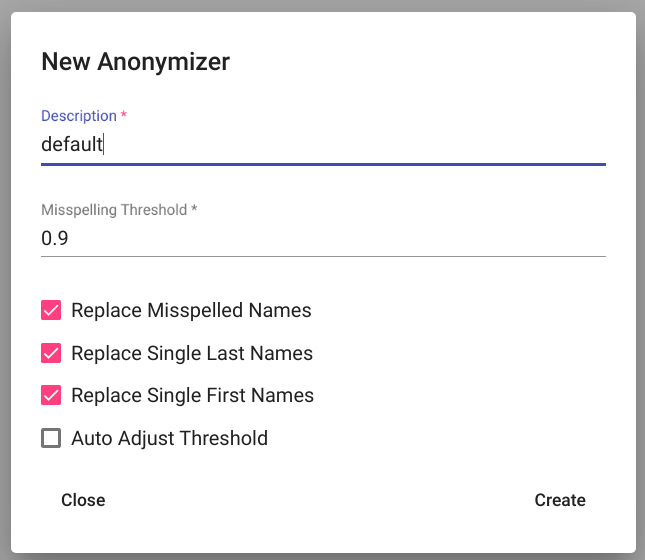 New Anonymizer
Description *
default
Misspelling Threshold *
0.9
Replace Misspelled Names
Replace Single Last Names
Replace Single First Names
Auto Adjust Threshold
Close Create